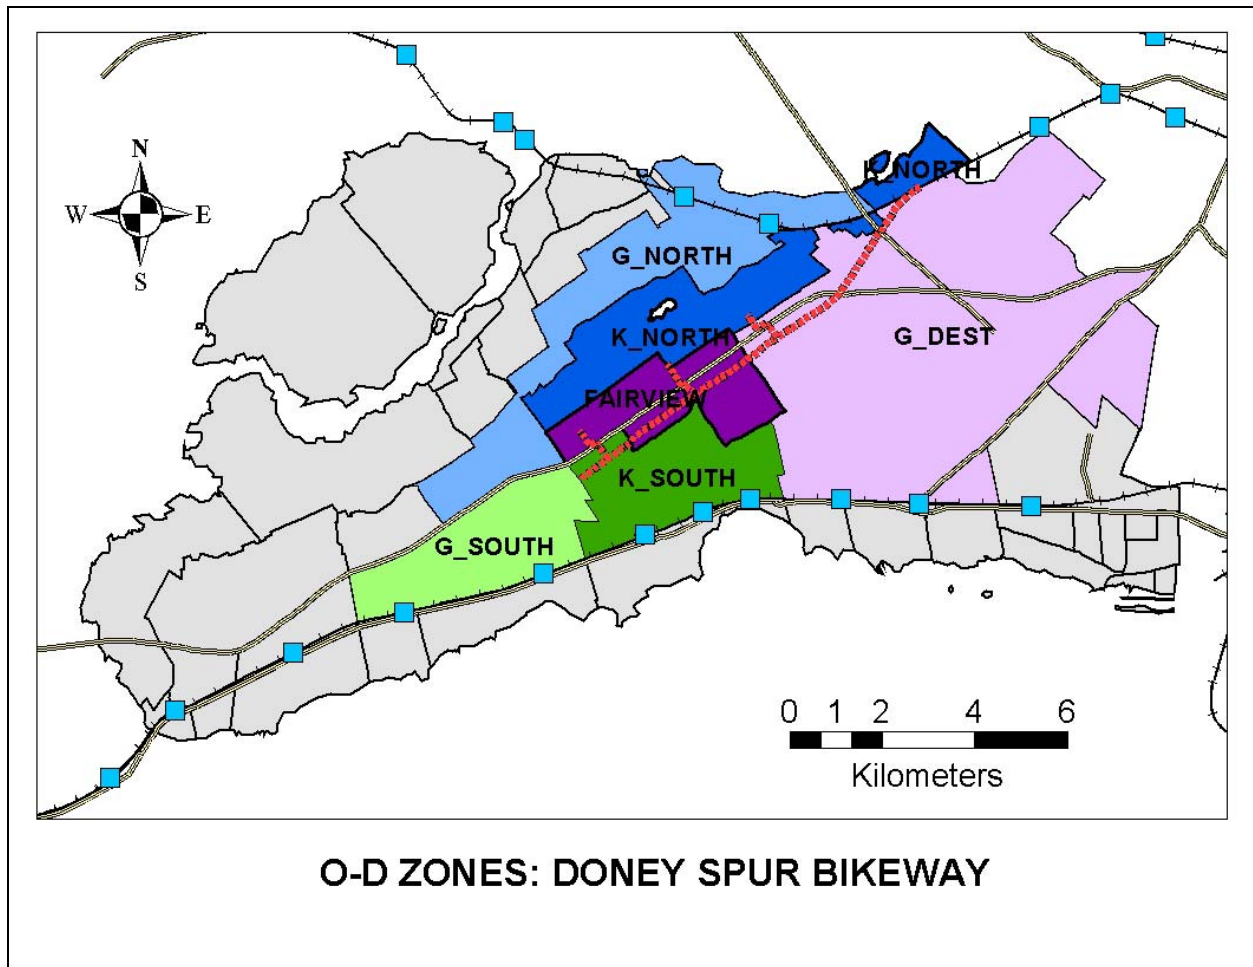 N
W E
S
K_NORTH
G_NORTH
K_NORTH
G_DEST
FAIRVIEW
K_SOUTH
G_SOUTH
0 1 2 4 6
Kilometers
O-D ZONES: DONEY SPUR BIKEWAY